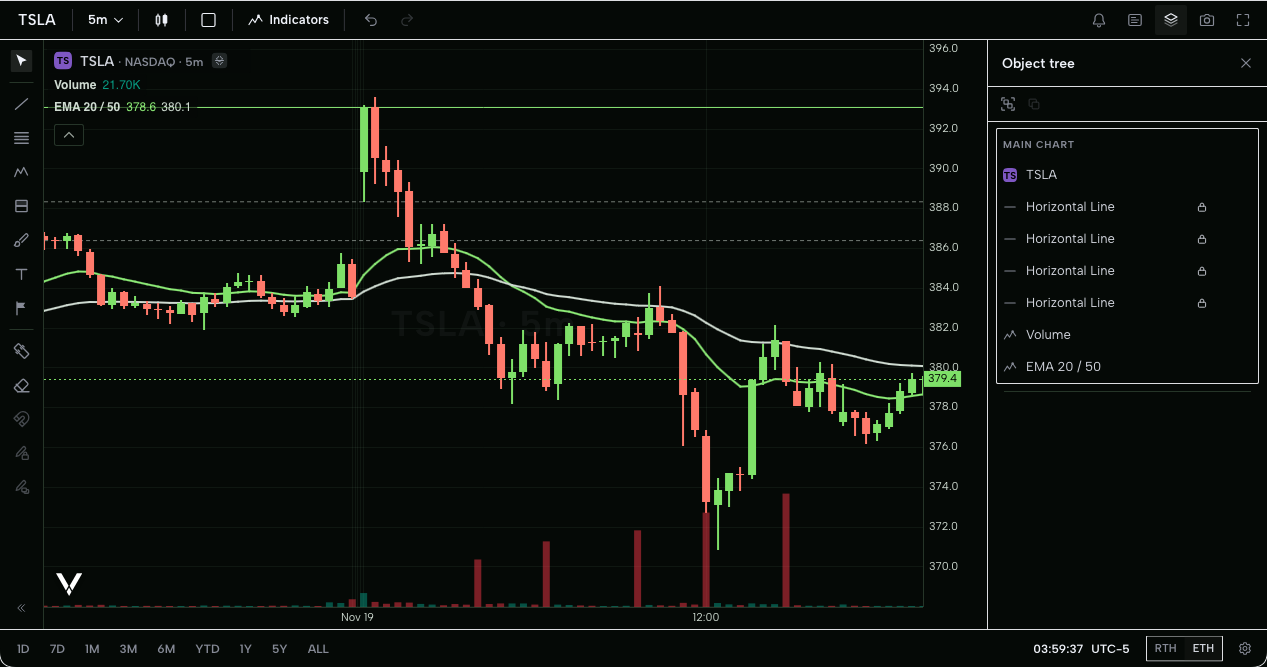 TSLA 5m Indicators
TS TSLA · NASDAQ · 5m
Volume 21.70K
EMA 20 / 50 378.6 380.1
TSLA · 5m
396.0
394.0
392.0
390.0
388.0
386.0
384.0
382.0
380.0
379.4
378.0
376.0
374.0
372.0
370.0
Nov 19 12:00
Object tree
MAIN CHART
TS TSLA
Horizontal Line
Horizontal Line
Horizontal Line
Horizontal Line
Volume
EMA 20 / 50
1D 7D 1M 3M 6M YTD 1Y 5Y ALL
03:59:37 UTC-5 RTH ETH